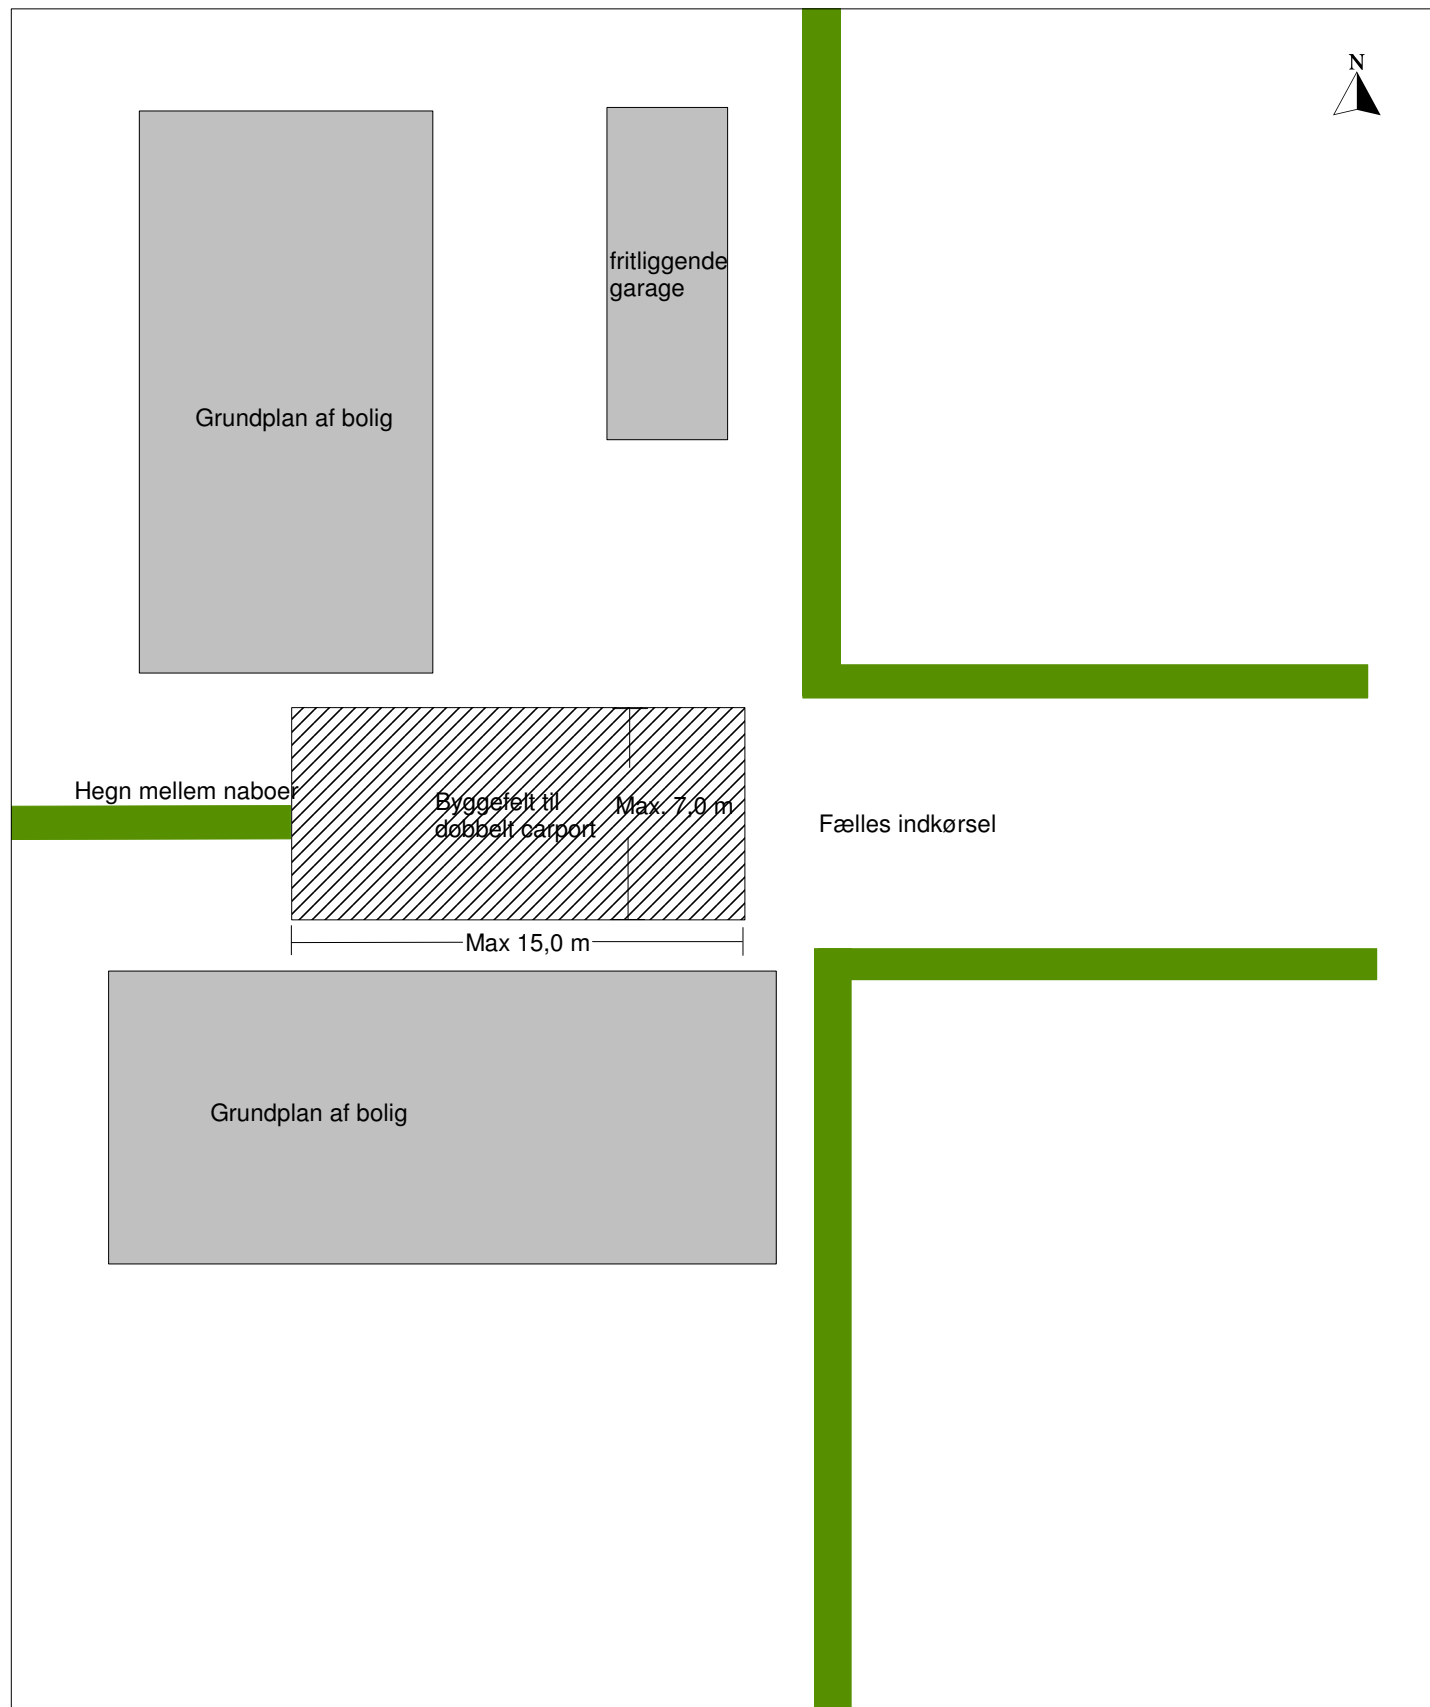 N
fritliggende
garage
Grundplan af bolig
Hegn mellem naboer
Byggefelt til
dobbelt carport
Max. 7,0 m
Fælles indkørsel
Max 15,0 m
Grundplan af bolig